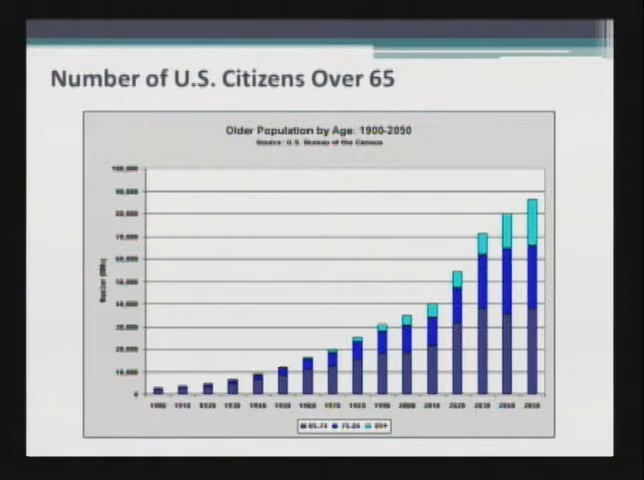 Number of U.S. Citizens Over 65
Older Population by Age: 1900-2050
Source: U.S. Bureau of the Census
100,000
90,000
80,000
70,000
60,000
50,000
40,000
30,000
20,000
10,000
0
Number (000s)
1900 1910 1920 1930 1940 1950 1960 1970 1980 1990 2000 2010 2020 2030 2040 2050
65-74 75-84 85+